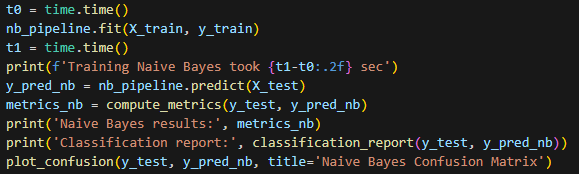 t0 = time.time()
nb_pipeline.fit(X_train, y_train)
t1 = time.time()
print(f'Training Naive Bayes took {t1-t0:.2f} sec')
y_pred_nb = nb_pipeline.predict(X_test)
metrics_nb = compute_metrics(y_test, y_pred_nb)
print('Naive Bayes results:', metrics_nb)
print('Classification report:', classification_report(y_test, y_pred_nb))
plot_confusion(y_test, y_pred_nb, title='Naive Bayes Confusion Matrix')